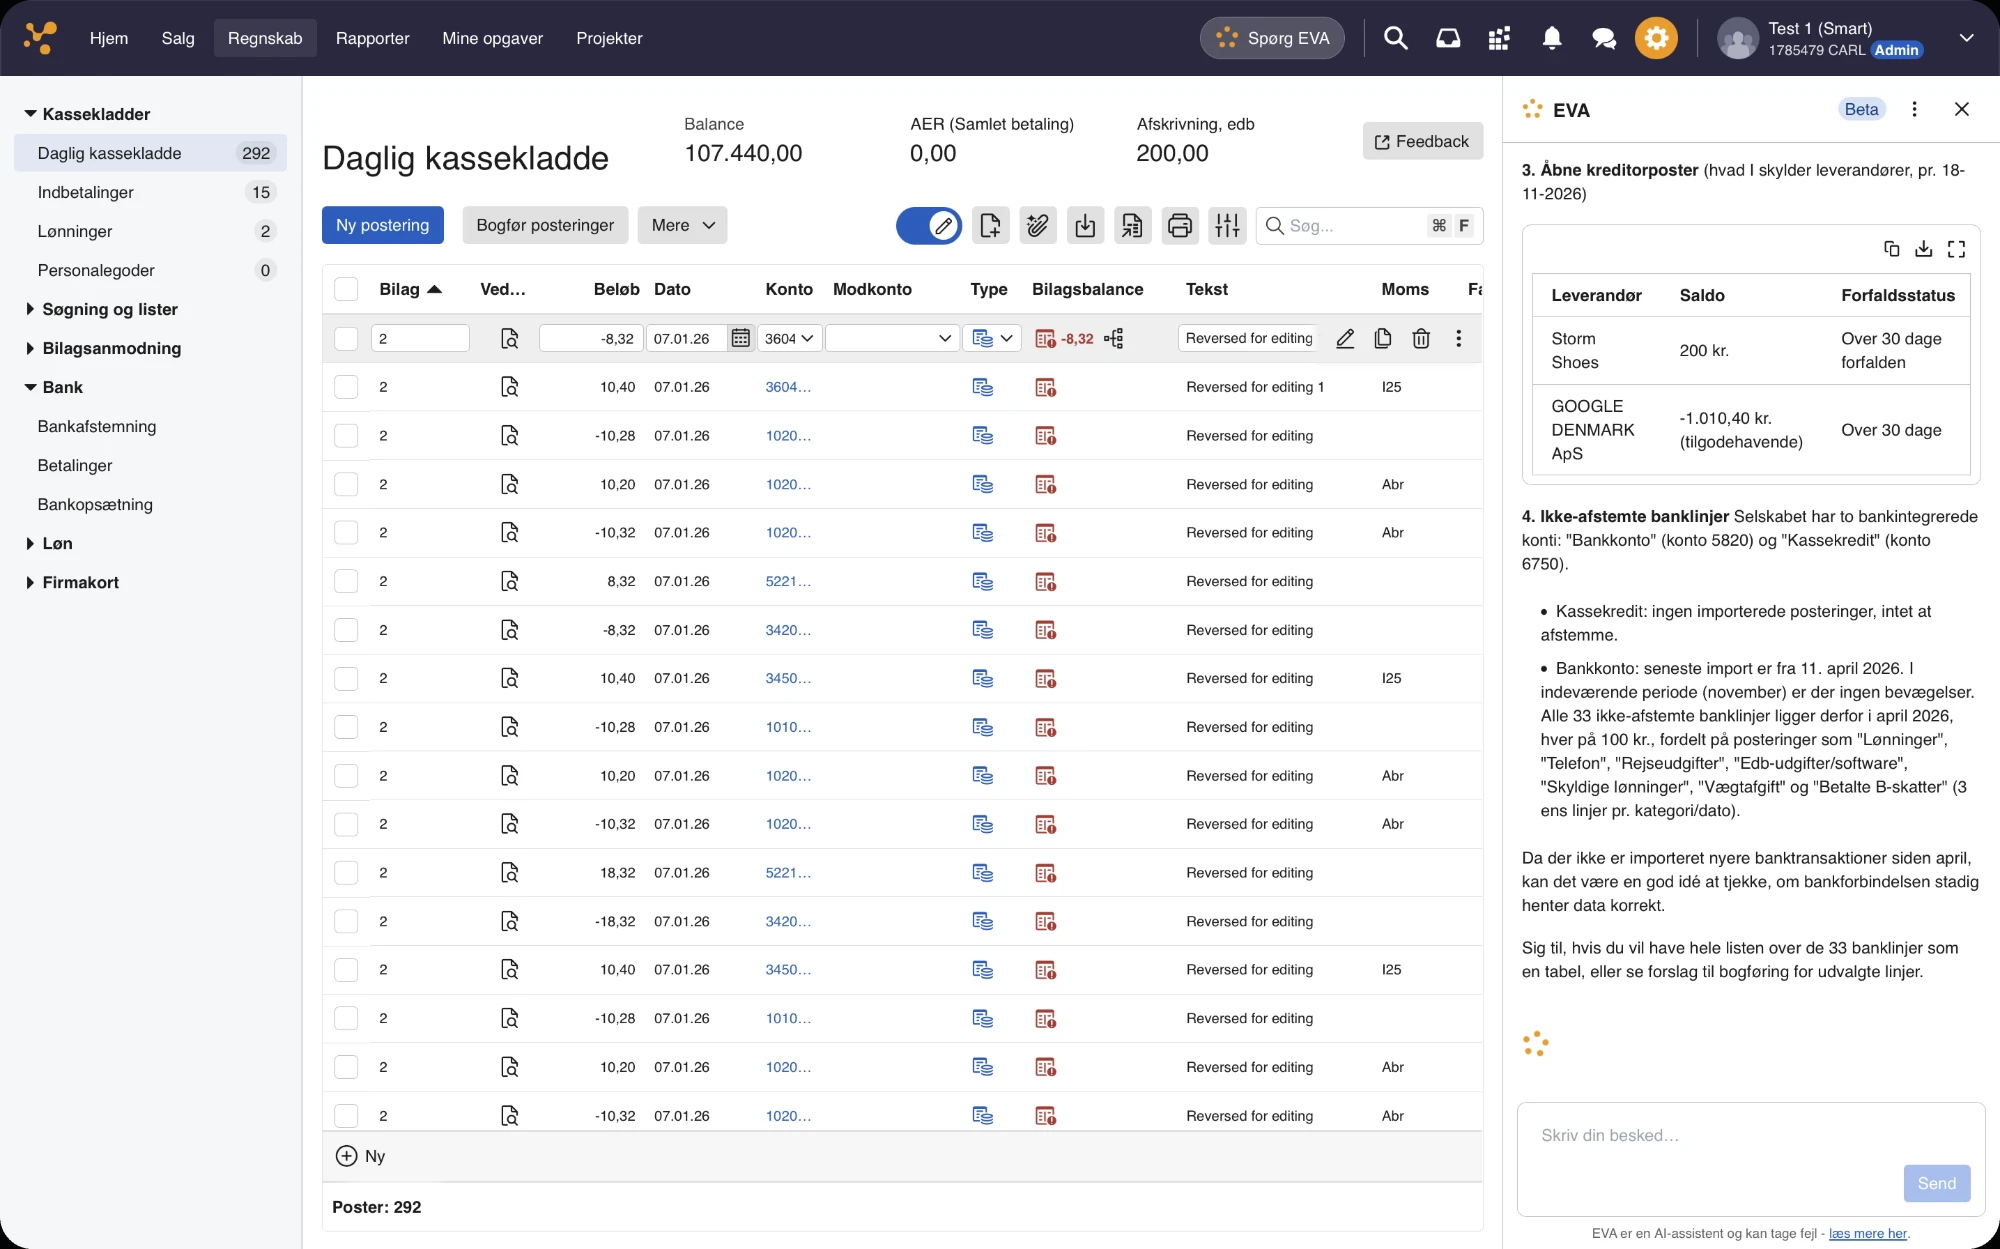 Hjem Salg Regnskab Rapporter Mine opgaver Projekter Spørg EVA Test 1 (Smart)
1785479 CARL Admin
Kassekladder
Daglig kassekladde 292
Indbetalinger 15
Lønninger 2
Personalegoder 0
Søgning og lister
Bilagsanmodning
Bank
Bankafstemning
Betalinger
Bankopsætning
Løn
Firmakort
Daglig kassekladde
Balance
107.440,00
AER (Samlet betaling)
0,00
Afskrivning, edb
200,00
Feedback
Ny postering Bogfør posteringer Mere Søg... ⌘ F
Bilag Ved... Beløb Dato Konto Modkonto Type Bilagsbalance Tekst Moms
2 -8,32 07.01.26 3604 -8,32 Reversed for editing
2 10,40 07.01.26 3604... Reversed for editing 1 I25
2 -10,28 07.01.26 1020... Reversed for editing
2 10,20 07.01.26 1020... Reversed for editing Abr
2 -10,32 07.01.26 1020... Reversed for editing Abr
2 8,32 07.01.26 5221... Reversed for editing
2 -8,32 07.01.26 3420... Reversed for editing
2 10,40 07.01.26 3450... Reversed for editing I25
2 -10,28 07.01.26 1010... Reversed for editing
2 10,20 07.01.26 1020... Reversed for editing Abr
2 -10,32 07.01.26 1020... Reversed for editing Abr
2 18,32 07.01.26 5221... Reversed for editing
2 -18,32 07.01.26 3420... Reversed for editing
2 10,40 07.01.26 3450... Reversed for editing I25
2 -10,28 07.01.26 1010... Reversed for editing
2 10,20 07.01.26 1020... Reversed for editing Abr
2 -10,32 07.01.26 1020... Reversed for editing Abr
Ny
Poster: 292
EVA Beta
3. Åbne kreditorposter (hvad I skylder leverandører, pr. 18-
11-2026)
Leverandør Saldo Forfaldsstatus
Storm
Shoes
200 kr.
Over 30 dage
forfalden
GOOGLE
DENMARK
ApS
-1.010,40 kr.
(tilgodehavende)
Over 30 dage
4. Ikke-afstemte banklinjer Selskabet har to bankintegrerede
konti: "Bankkonto" (konto 5820) og "Kassekredit" (konto
6750).
• Kassekredit: ingen importerede posteringer, intet at
afstemme.
• Bankkonto: seneste import er fra 11. april 2026. I
indeværende periode (november) er der ingen bevægelser.
Alle 33 ikke-afstemte banklinjer ligger derfor i april 2026,
hver på 100 kr., fordelt på posteringer som "Lønninger",
"Telefon", "Rejseudgifter", "Edb-udgifter/software",
"Skyldige lønninger", "Vægtafgift" og "Betalte B-skatter" (3
ens linjer pr. kategori/dato).
Da der ikke er importeret nyere banktransaktioner siden april,
kan det være en god idé at tjekke, om bankforbindelsen stadig
henter data korrekt.
Sig til, hvis du vil have hele listen over de 33 banklinjer som
en tabel, eller se forslag til bogføring for udvalgte linjer.
Skriv din besked...
Send
EVA er en AI-assistent og kan tage fejl - læs mere her.